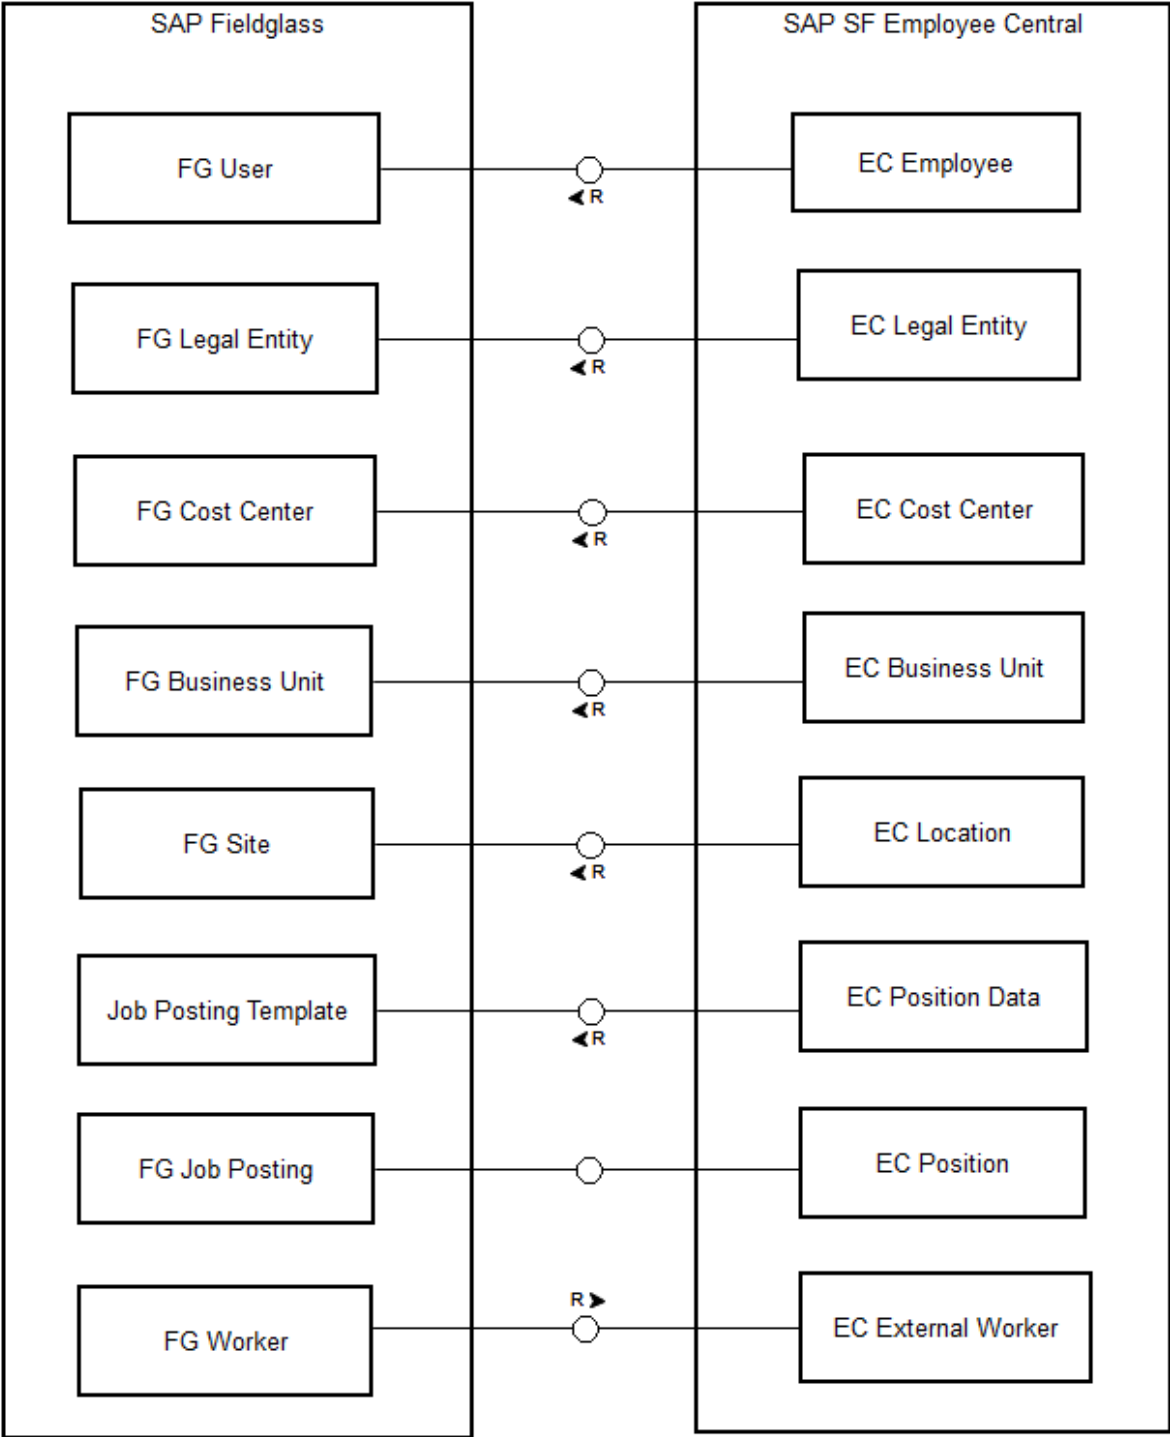 SAP Fieldglass
SAP SF Employee Central
FG User
EC Employee
R
FG Legal Entity
EC Legal Entity
R
FG Cost Center
EC Cost Center
R
FG Business Unit
EC Business Unit
R
FG Site
EC Location
R
Job Posting Template
EC Position Data
R
FG Job Posting
EC Position
R
FG Worker
EC External Worker